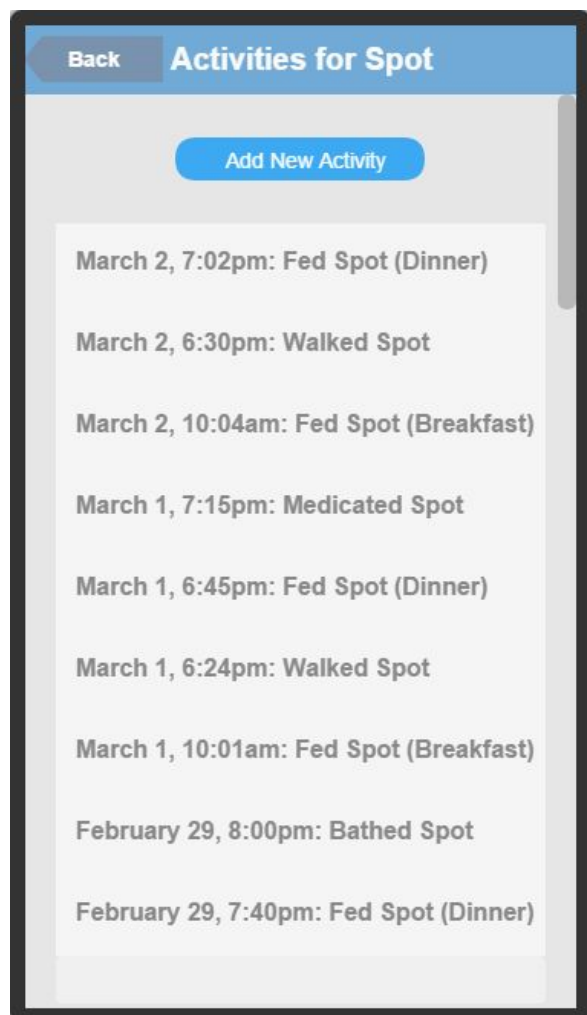 Back
Activities for Spot
Add New Activity
March 2, 7:02pm: Fed Spot (Dinner)
March 2, 6:30pm: Walked Spot
March 2, 10:04am: Fed Spot (Breakfast)
March 1, 7:15pm: Medicated Spot
March 1, 6:45pm: Fed Spot (Dinner)
March 1, 6:24pm: Walked Spot
March 1, 10:01am: Fed Spot (Breakfast)
February 29, 8:00pm: Bathed Spot
February 29, 7:40pm: Fed Spot (Dinner)